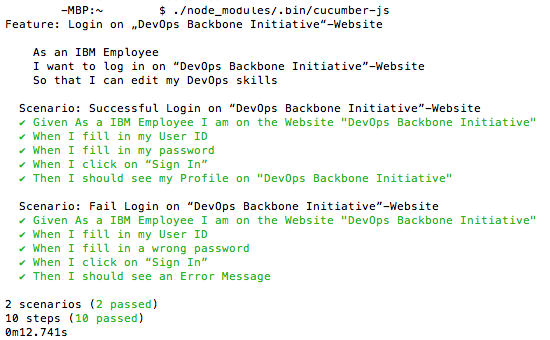 -MBP:~ $ ./node_modules/.bin/cucumber-js
Feature: Login on „DevOps Backbone Initiative“-Website
As an IBM Employee
I want to log in on “DevOps Backbone Initiative”-Website
So that I can edit my DevOps skills
Scenario: Successful Login on “DevOps Backbone Initiative”-Website
✔ Given As a IBM Employee I am on the Website "DevOps Backbone Initiative"
✔ When I fill in my User ID
✔ When I fill in my password
✔ When I click on “Sign In”
✔ Then I should see my Profile on "DevOps Backbone Initiative"
Scenario: Fail Login on “DevOps Backbone Initiative”-Website
✔ Given As a IBM Employee I am on the Website "DevOps Backbone Initiative"
✔ When I fill in my User ID
✔ When I fill in a wrong password
✔ When I click on “Sign In”
✔ Then I should see an Error Message
2 scenarios (2 passed)
10 steps (10 passed)
0m12.741s